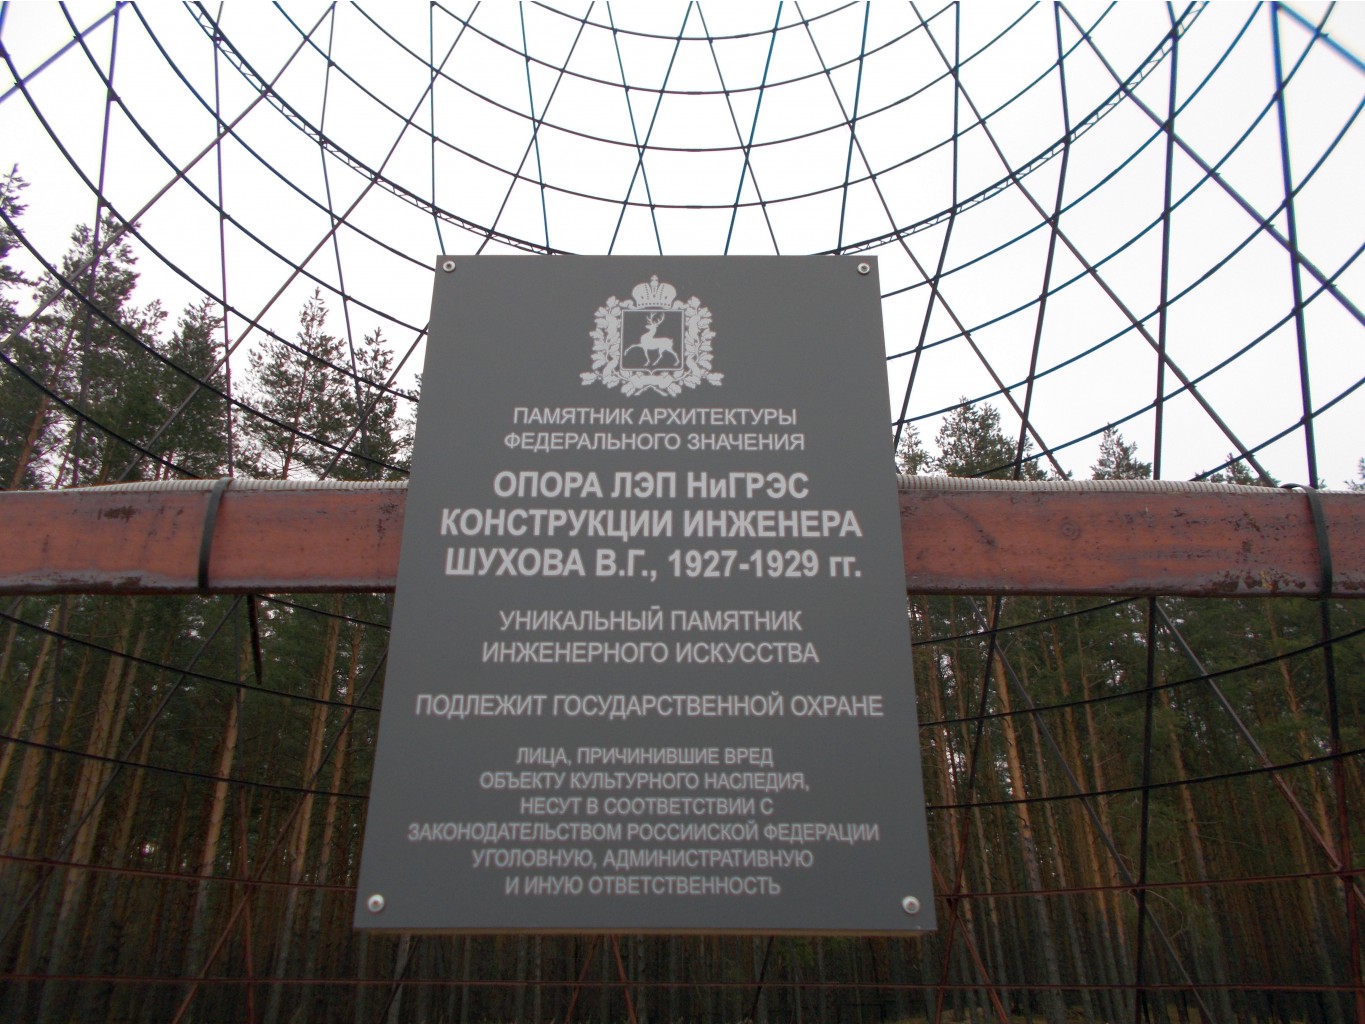 ПАМЯТНИК АРХИТЕКТУРЫ
ФЕДЕРАЛЬНОГО ЗНАЧЕНИЯ
ОПОРА ЛЭП НиГРЭС
КОНСТРУКЦИИ ИНЖЕНЕРА
ШУХОВА В.Г., 1927-1929 гг.
УНИКАЛЬНЫЙ ПАМЯТНИК
ИНЖЕНЕРНОГО ИСКУССТВА
ПОДЛЕЖИТ ГОСУДАРСТВЕННОЙ ОХРАНЕ
ЛИЦА, ПРИЧИНИВШИЕ ВРЕД
ОБЪЕКТУ КУЛЬТУРНОГО НАСЛЕДИЯ,
НЕСУТ В СООТВЕТСТВИИ С
ЗАКОНОДАТЕЛЬСТВОМ РОССИЙСКОЙ ФЕДЕРАЦИИ
УГОЛОВНУЮ, АДМИНИСТРАТИВНУЮ
И ИНУЮ ОТВЕТСТВЕННОСТЬ